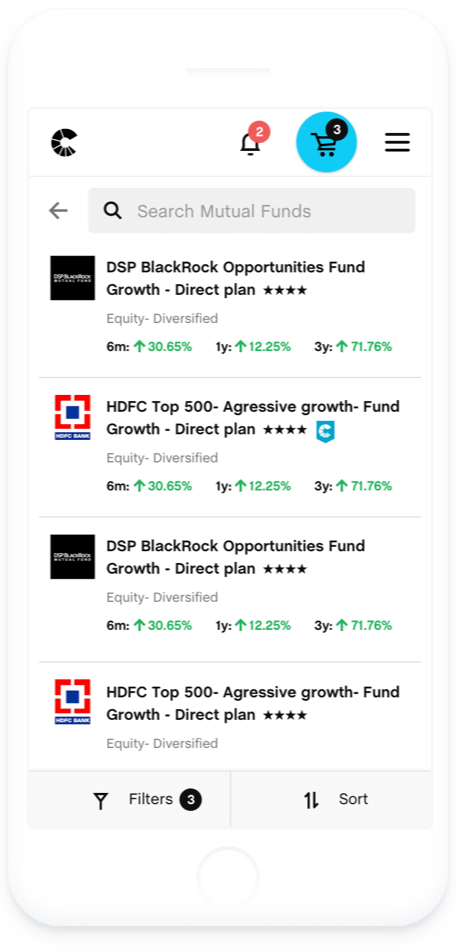 2
3
Search Mutual Funds
DSP BLACKROCK
MUTUAL FUND
DSP BlackRock Opportunities Fund
Growth - Direct plan ★★★★
Equity- Diversified
6m: ↑ 30.65% 1y: ↑ 12.25% 3y: ↑ 71.76%
HDFC BANK
HDFC Top 500- Agressive growth- Fund
Growth - Direct plan ★★★★
Equity- Diversified
6m: ↑ 30.65% 1y: ↑ 12.25% 3y: ↑ 71.76%
DSP BLACKROCK
MUTUAL FUND
DSP BlackRock Opportunities Fund
Growth - Direct plan ★★★★
Equity- Diversified
6m: ↑ 30.65% 1y: ↑ 12.25% 3y: ↑ 71.76%
HDFC BANK
HDFC Top 500- Agressive growth- Fund
Growth - Direct plan ★★★★
Equity- Diversified
Filters 3
Sort